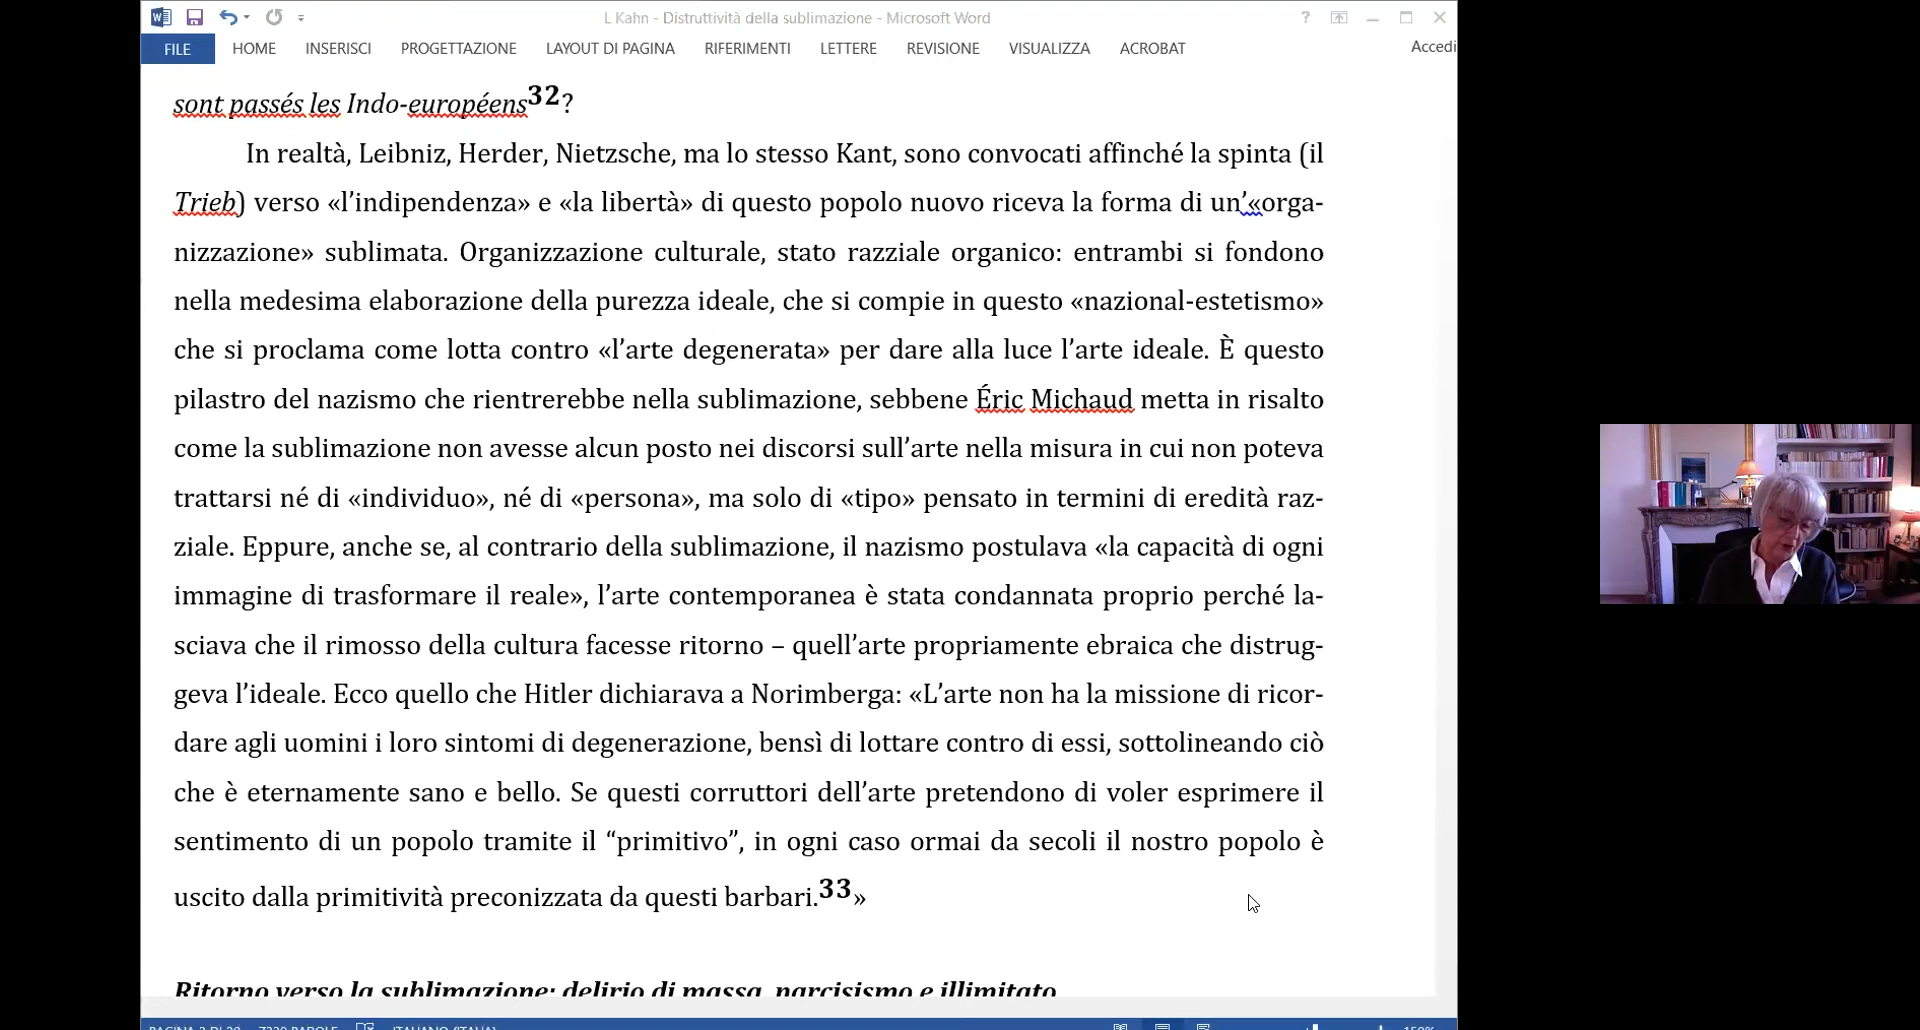 L Kahn - Distruttività della sublimazione - Microsoft Word
FILE HOME INSERISCI PROGETTAZIONE LAYOUT DI PAGINA RIFERIMENTI LETTERE REVISIONE VISUALIZZA ACROBAT Accedi
sont passés les Indo-européens32?
In realtà, Leibniz, Herder, Nietzsche, ma lo stesso Kant, sono convocati affinché la spinta (il
Trieb) verso «l’indipendenza» e «la libertà» di questo popolo nuovo riceva la forma di un’«orga-
nizzazione» sublimata. Organizzazione culturale, stato razziale organico: entrambi si fondono
nella medesima elaborazione della purezza ideale, che si compie in questo «nazional-estetismo»
che si proclama come lotta contro «l’arte degenerata» per dare alla luce l’arte ideale. È questo
pilastro del nazismo che rientrerebbe nella sublimazione, sebbene Éric Michaud metta in risalto
come la sublimazione non avesse alcun posto nei discorsi sull’arte nella misura in cui non poteva
trattarsi né di «individuo», né di «persona», ma solo di «tipo» pensato in termini di eredità raz-
ziale. Eppure, anche se, al contrario della sublimazione, il nazismo postulava «la capacità di ogni
immagine di trasformare il reale», l’arte contemporanea è stata condannata proprio perché la-
sciava che il rimosso della cultura facesse ritorno – quell’arte propriamente ebraica che distrug-
geva l’ideale. Ecco quello che Hitler dichiarava a Norimberga: «L’arte non ha la missione di ricor-
dare agli uomini i loro sintomi di degenerazione, bensì di lottare contro di essi, sottolineando ciò
che è eternamente sano e bello. Se questi corruttori dell’arte pretendono di voler esprimere il
sentimento di un popolo tramite il “primitivo”, in ogni caso ormai da secoli il nostro popolo è
uscito dalla primitività preconizzata da questi barbari.33»
Ritorno verso la sublimazione: delirio di massa, narcisismo e illimitato
ITALIANO (ITALIA)